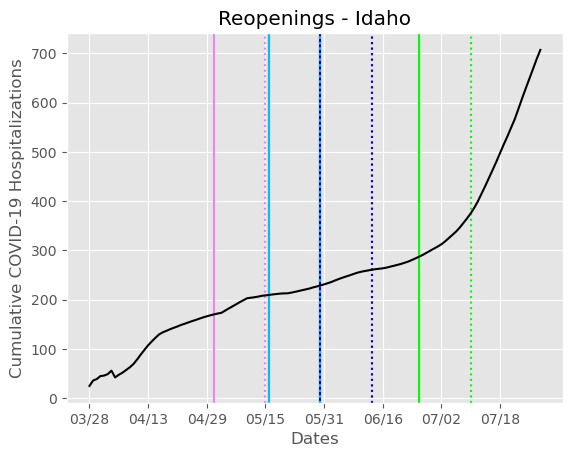 Reopenings - Idaho
Cumulative COVID-19 Hospitalizations
700
600
500
400
300
200
100
0
03/28 04/13 04/29 05/15 05/31 06/16 07/02 07/18
Dates